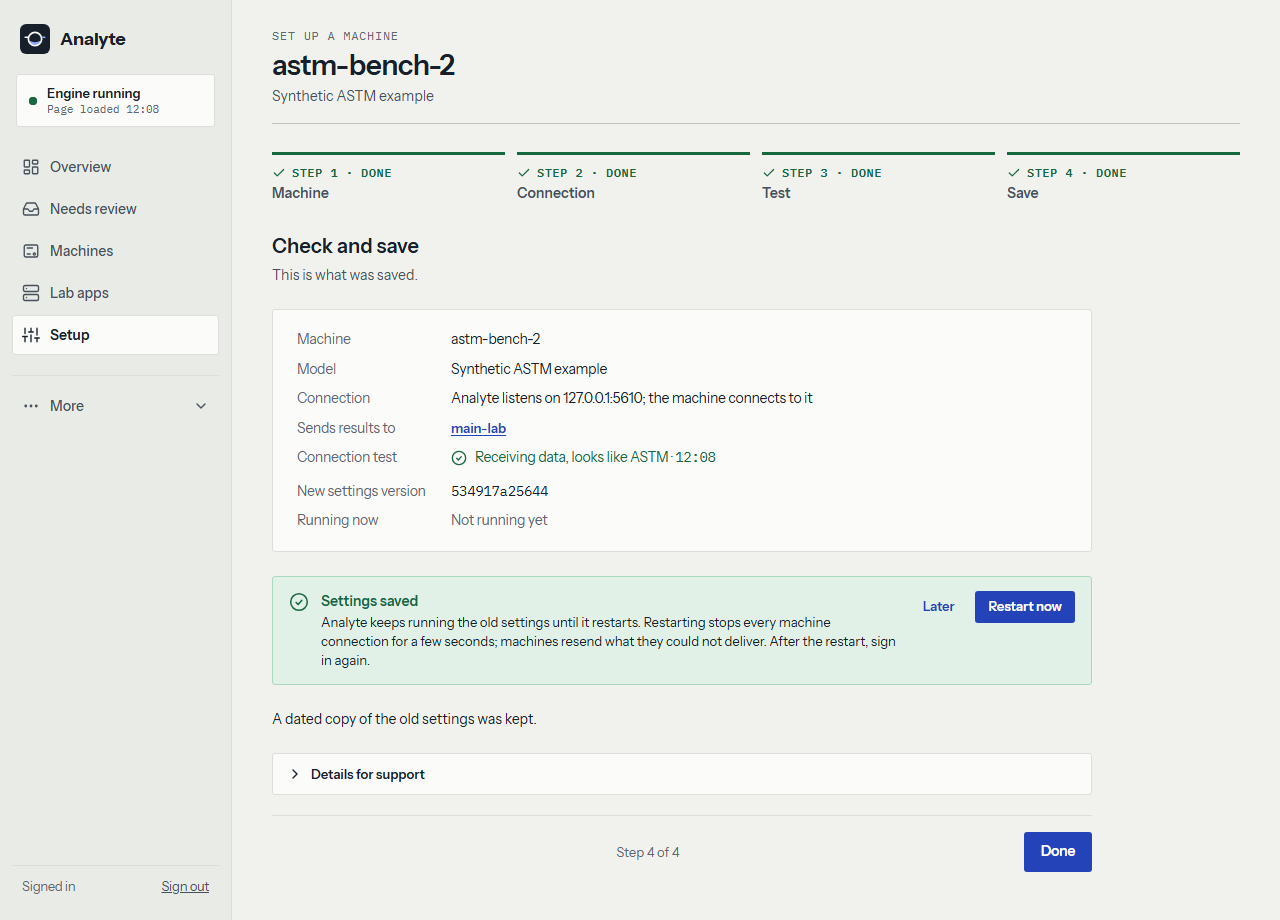 Analyte
Engine running
Page loaded 12:08
Overview
Needs review
Machines
Lab apps
Setup
More
Signed in
Sign out
SET UP A MACHINE
astm-bench-2
Synthetic ASTM example
STEP 1 · DONE
Machine
STEP 2 · DONE
Connection
STEP 3 · DONE
Test
STEP 4 · DONE
Save
Check and save
This is what was saved.
Machine astm-bench-2
Model Synthetic ASTM example
Connection Analyte listens on 127.0.0.1:5610; the machine connects to it
Sends results to main-lab
Connection test Receiving data, looks like ASTM · 12:08
New settings version 534917a25644
Running now Not running yet
Settings saved
Analyte keeps running the old settings until it restarts. Restarting stops every machine
connection for a few seconds; machines resend what they could not deliver. After the restart, sign
in again.
Later
Restart now
A dated copy of the old settings was kept.
Details for support
Step 4 of 4
Done